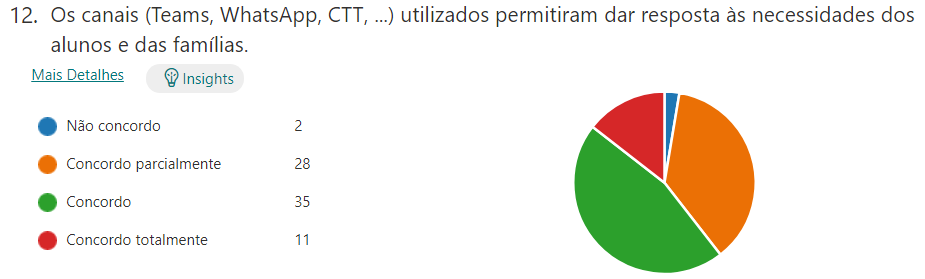 12. Os canais (Teams, WhatsApp, CTT, ...) utilizados permitiram dar resposta às necessidades dos
alunos e das famílias.
Mais Detalhes Insights
Não concordo 2
Concordo parcialmente 28
Concordo 35
Concordo totalmente 11